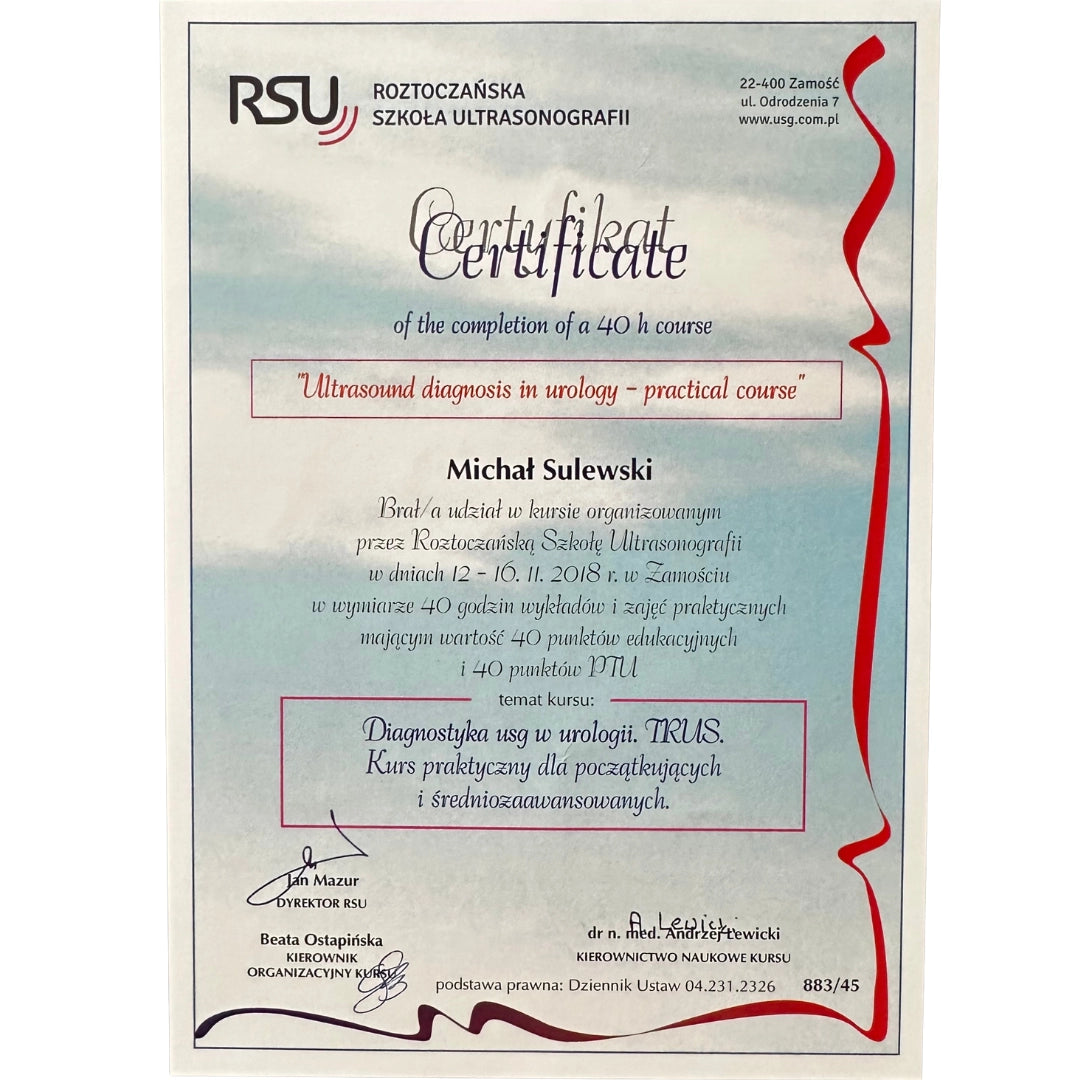 RSU
ROZTOCZAŃSKA
SZKOŁA ULTRASONOGRAFII
22-400 Zamość
ul. Odrodzenia 7
www.usg.com.pl
Certyfikat
Certificate
of the completion of a 40 h course
"Ultrasound diagnosis in urology – practical course"
Michał Sulewski
Brał/a udział w kursie organizowanym
przez Roztoczańską Szkołę Ultrasonografii
w dniach 12 – 16. 11. 2018 r. w Zamościu
w wymiarze 40 godzin wykładów i zajęć praktycznych
mającym wartość 40 punktów edukacyjnych
i 40 punktów PTU
temat kursu:
Diagnostyka usg w urologii. TRUS.
Kurs praktyczny dla początkujących
i średniozaawansowanych.
Jan Mazur
DYREKTOR RSU
A Lewicki
dr n. med. Andrzej Lewicki
KIEROWNICTWO NAUKOWE KURSU
Beata Ostapińska
KIEROWNIK
ORGANIZACYJNY KURSU
podstawa prawna: Dziennik Ustaw 04.231.2326
883/45